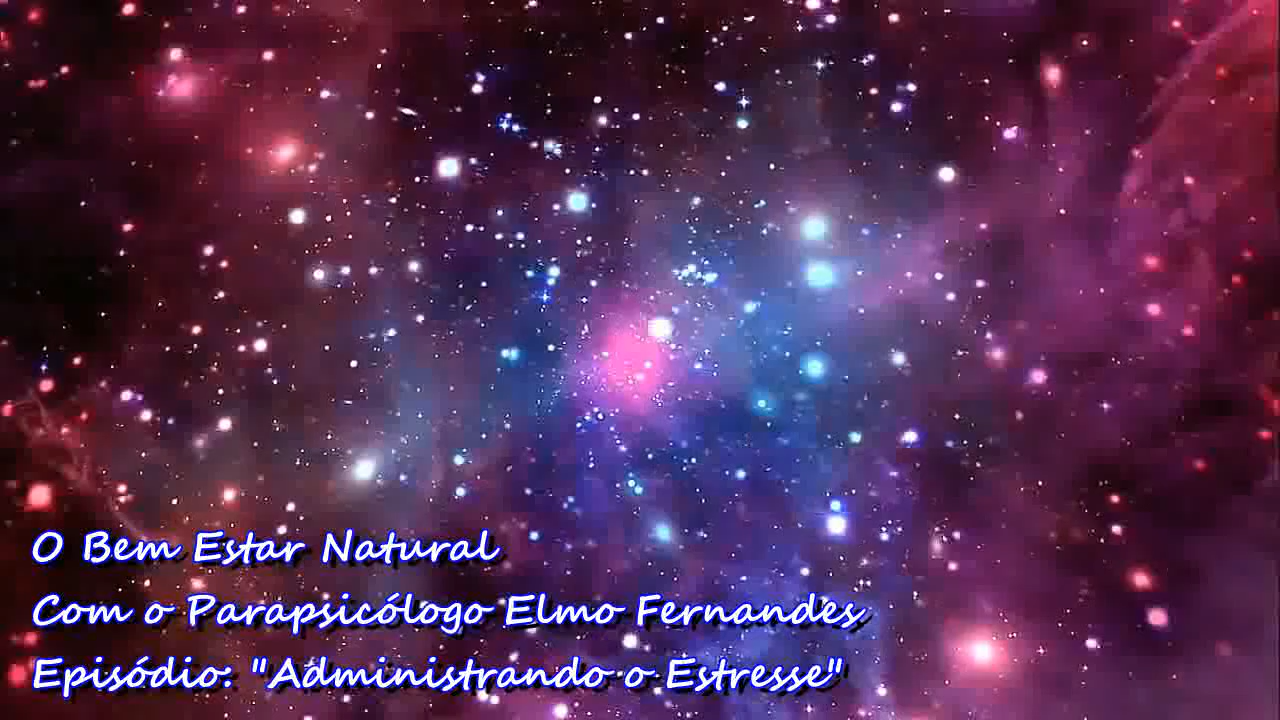 O Bem Estar Natural
Com o Parapsicólogo Elmo Fernandes
Episódio: "Administrando o Estresse"